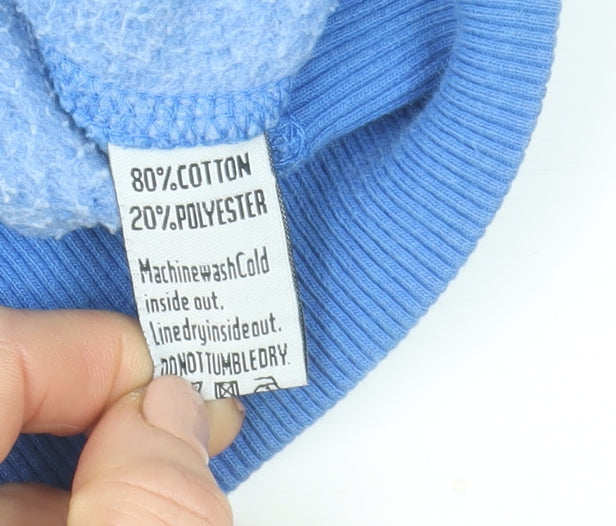 80%COTTON
20%POLYESTER
MachinewashCold
inside out.
Linedryinsideout.
DONOTTUMBLEDRY.